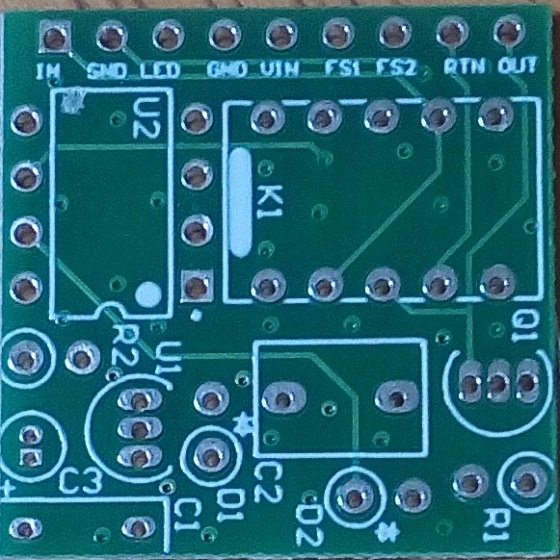 IN GND LED GND VIN FS1 FS2 RTN OUT
U2
K1
Q1
R2
U1
C3
+
C1
D1
*
C2
D2
*
R1